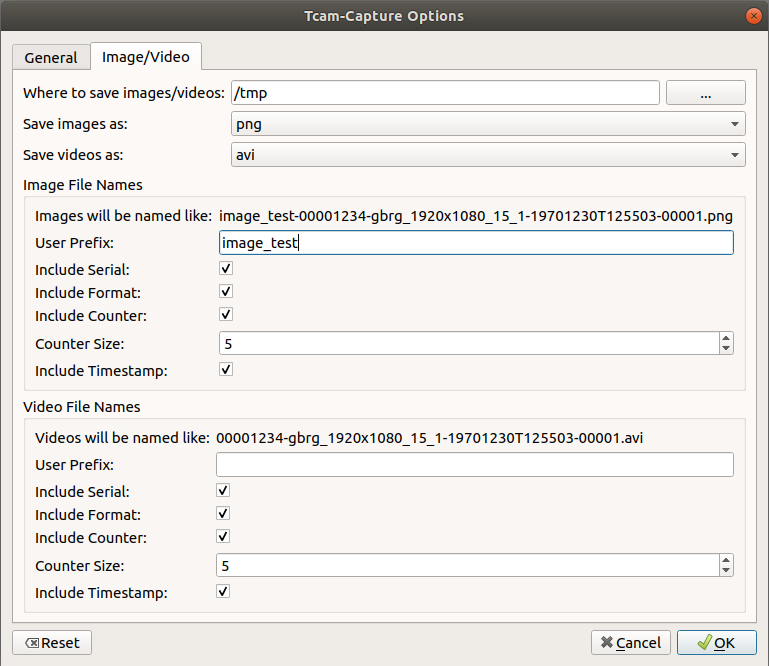 Tcam-Capture Options
General Image/Video
Where to save images/videos: /tmp ...
Save images as: png
Save videos as: avi
Image File Names
Images will be named like: image_test-00001234-gbrg_1920x1080_15_1-19701230T125503-00001.png
User Prefix: image_test
Include Serial:
Include Format:
Include Counter:
Counter Size: 5
Include Timestamp:
Video File Names
Videos will be named like: 00001234-gbrg_1920x1080_15_1-19701230T125503-00001.avi
User Prefix:
Include Serial:
Include Format:
Include Counter:
Counter Size: 5
Include Timestamp:
Reset Cancel OK